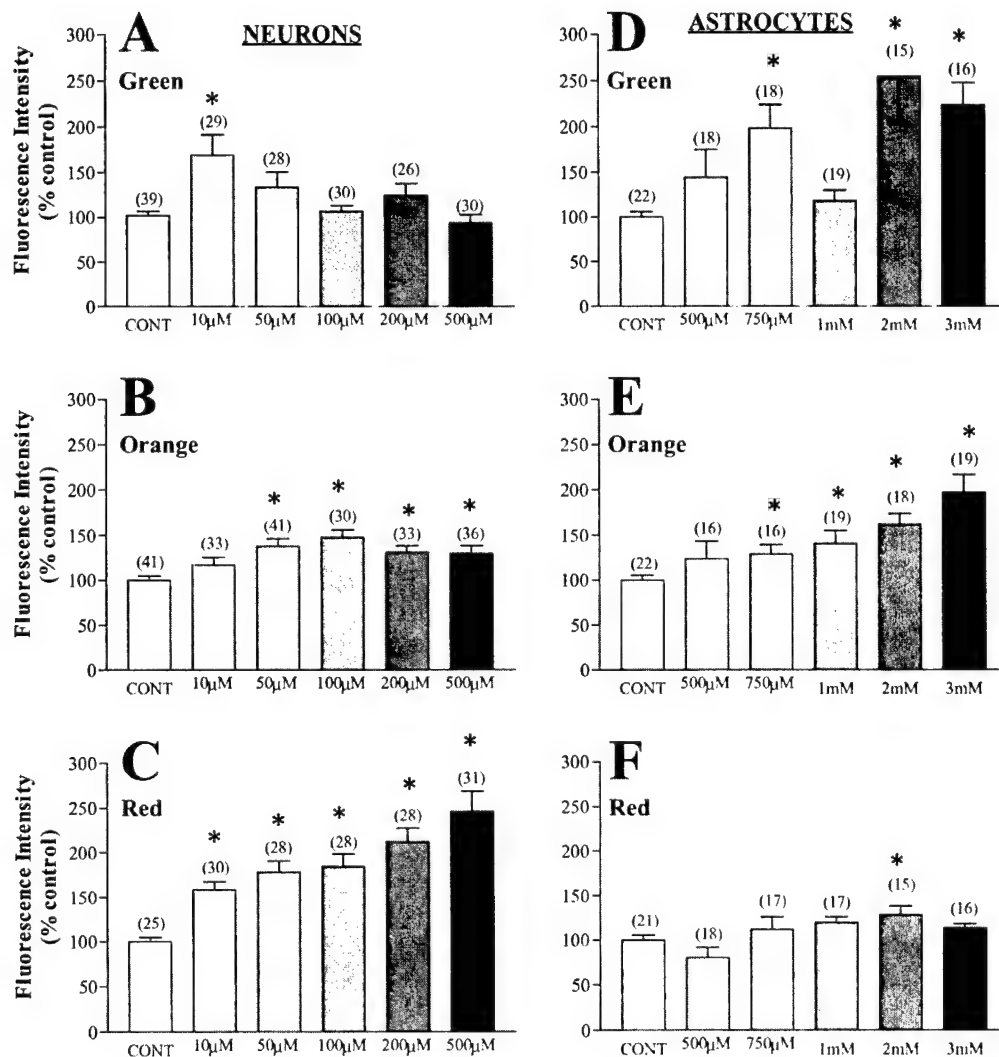 A
NEURONS
Green
Fluorescence Intensity
(% control)
300
250
200
150
100
50
0
(39)
*
(29)
(28)
(30)
(26)
(30)
CONT
10µM
50µM
100µM
200µM
500µM
D
ASTROCYTES
Green
300
250
200
150
100
50
0
(22)
(18)
*
(18)
(19)
*
(15)
*
(16)
CONT
500µM
750µM
1mM
2mM
3mM
B
Orange
Fluorescence Intensity
(% control)
300
250
200
150
100
50
0
(41)
(33)
*
(41)
*
(30)
*
(33)
*
(36)
CONT
10µM
50µM
100µM
200µM
500µM
E
Orange
300
250
200
150
100
50
0
(22)
(16)
*
(16)
*
(19)
*
(18)
*
(19)
CONT
500µM
750µM
1mM
2mM
3mM
C
Red
Fluorescence Intensity
(% control)
300
250
200
150
100
50
0
(25)
*
(30)
*
(28)
*
(28)
*
(28)
*
(31)
CONT
10µM
50µM
100µM
200µM
500µM
F
Red
300
250
200
150
100
50
0
(21)
(18)
(17)
(17)
*
(15)
(16)
CONT
500µM
750µM
1mM
2mM
3mM